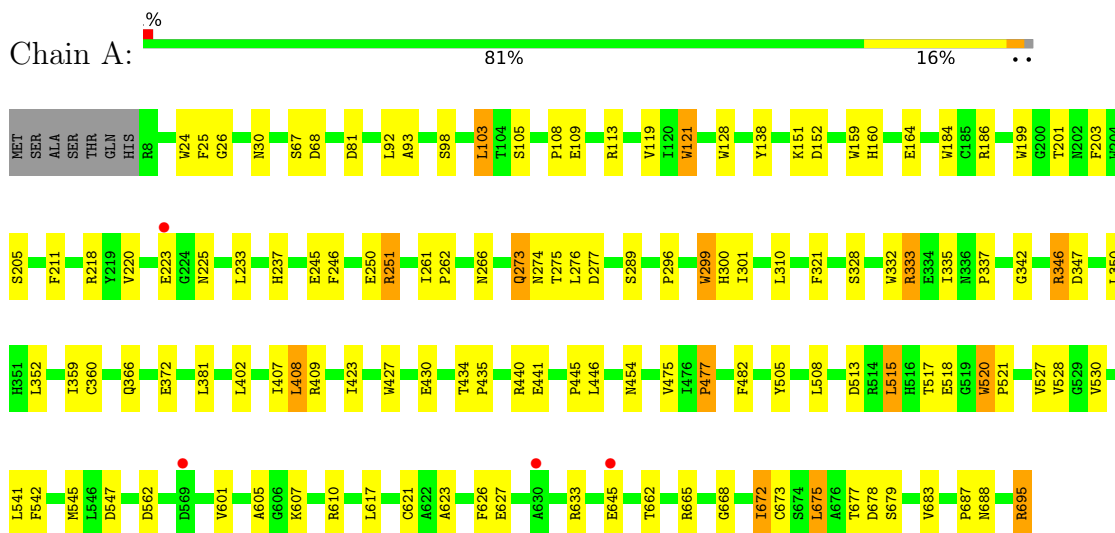 .%
Chain A:
81% 16% • •
MET SER ALA SER THR GLN HIS R8 W24 F25 G26 N30 S67 D68 D81 L92 A93 S98 L103 T104 S105 P108 E109 R113 V119 I120 W121 W128 Y138 K151 D152 W159 H160 E164 W184 C185 R186 W199 G200 T201 N202 F203 W204
S205 F211 R218 Y219 V220 E223 G224 N225 L233 H237 E245 F246 E250 R251 I261 P262 N266 Q273 N274 T275 L276 D277 S289 P296 W299 H300 I301 L310 F321 S328 W332 R333 E334 I335 N336 P337 G342 R346 D347 L350
H351 L352 I359 C360 Q366 E372 L381 L402 I407 L408 R409 I423 W427 E430 T434 P435 R440 E441 P445 L446 N454 V475 I476 P477 F482 Y505 L508 D513 R514 L515 H516 T517 E518 G519 W520 P521 V527 V528 G529 V530
L541 F542 M545 L546 D547 D562 D569 V601 A605 G606 K607 R610 L617 C621 A622 A623 F626 E627 A630 R633 E645 T662 R665 G668 I672 C673 S674 L675 A676 T677 D678 S679 V683 P687 N688 R695